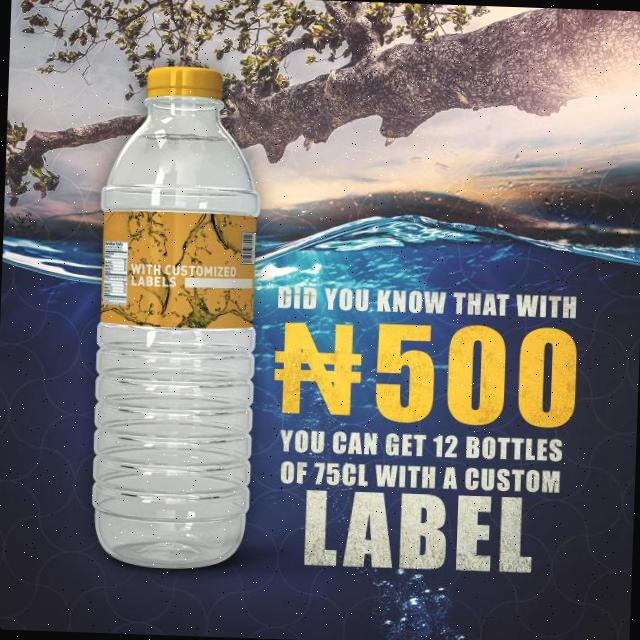 WITH CUSTOMIZED
LABELS
DID YOU KNOW THAT WITH
₦500
YOU CAN GET 12 BOTTLES
OF 75CL WITH A CUSTOM
LABEL